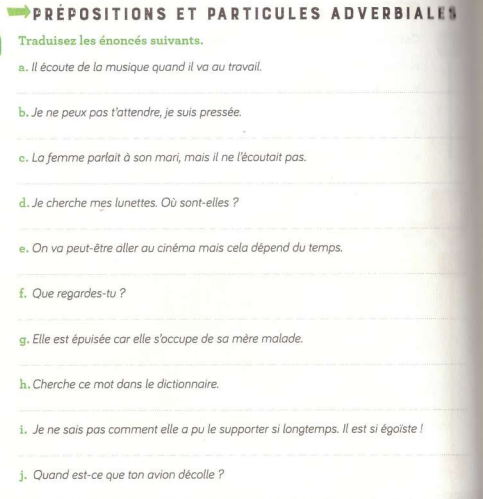 PRÉPOSITIONS ET PARTICULES ADVERBIALES
Traduisez les énoncés suivants.
a. Il écoute de la musique quand il va au travail.
b. Je ne peux pas t'attendre, je suis pressée.
c. La femme parlait à son mari, mais il ne l'écoutait pas.
d. Je cherche mes lunettes. Où sont-elles ?
e. On va peut-être aller au cinéma mais cela dépend du temps.
f. Que regardes-tu ?
g. Elle est épuisée car elle s'occupe de sa mère malade.
h. Cherche ce mot dans le dictionnaire.
i. Je ne sais pas comment elle a pu le supporter si longtemps. Il est si égoïste !
j. Quand est-ce que ton avion décolle ?